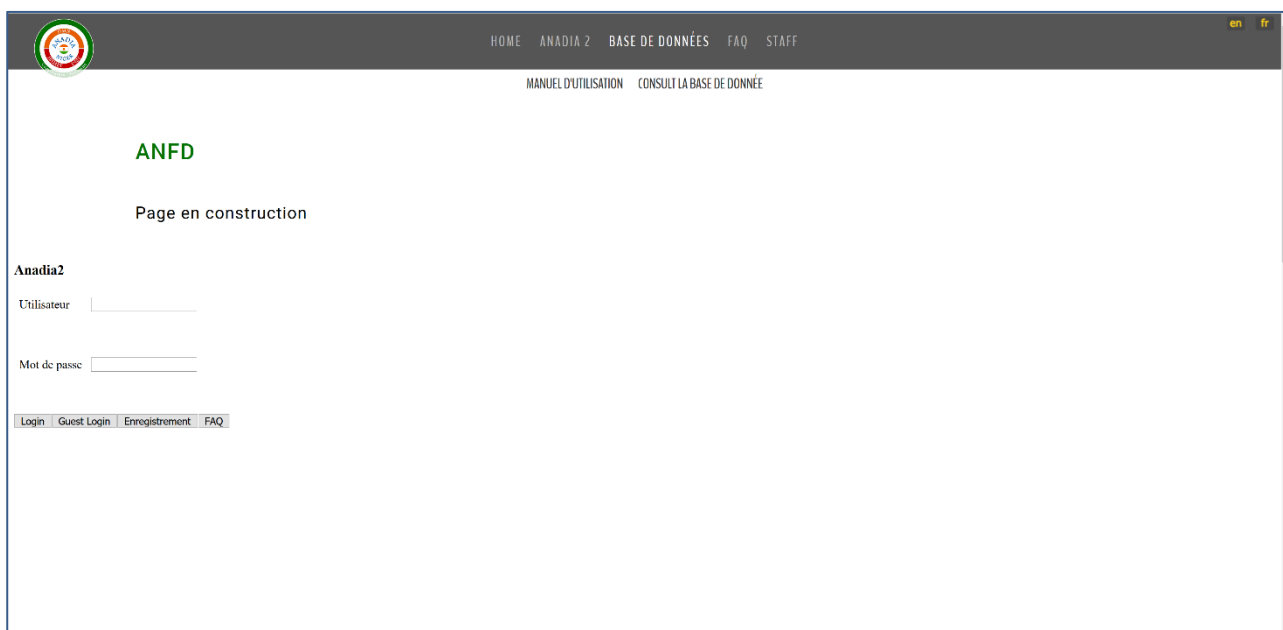 en fr
HOME ANADIA 2 BASE DE DONNÉES FAQ STAFF
MANUEL D'UTILISATION CONSULT LA BASE DE DONNÉE
ANFD
Page en construction
Anadia2
Utilisateur
Mot de passe
Login Guest Login Enregistrement FAQ